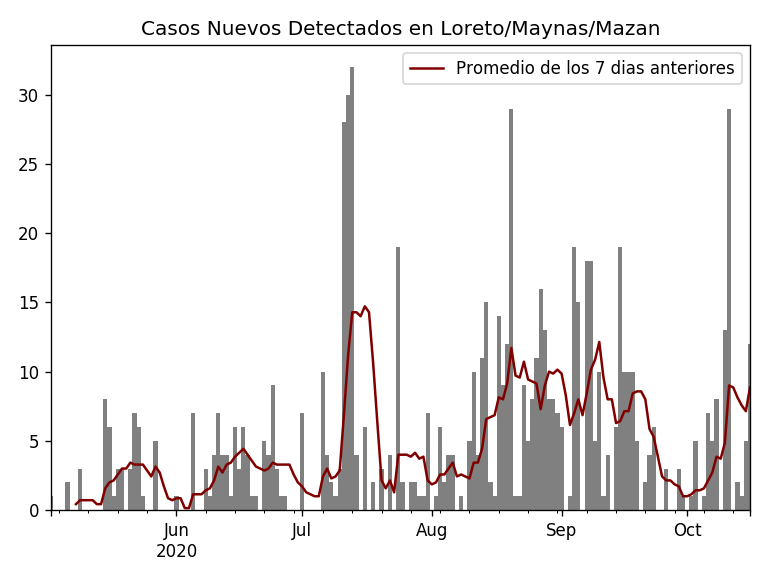 Casos Nuevos Detectados en Loreto/Maynas/Mazan
Promedio de los 7 dias anteriores
30
25
20
15
10
5
0
Jun
2020
Jul
Aug
Sep
Oct